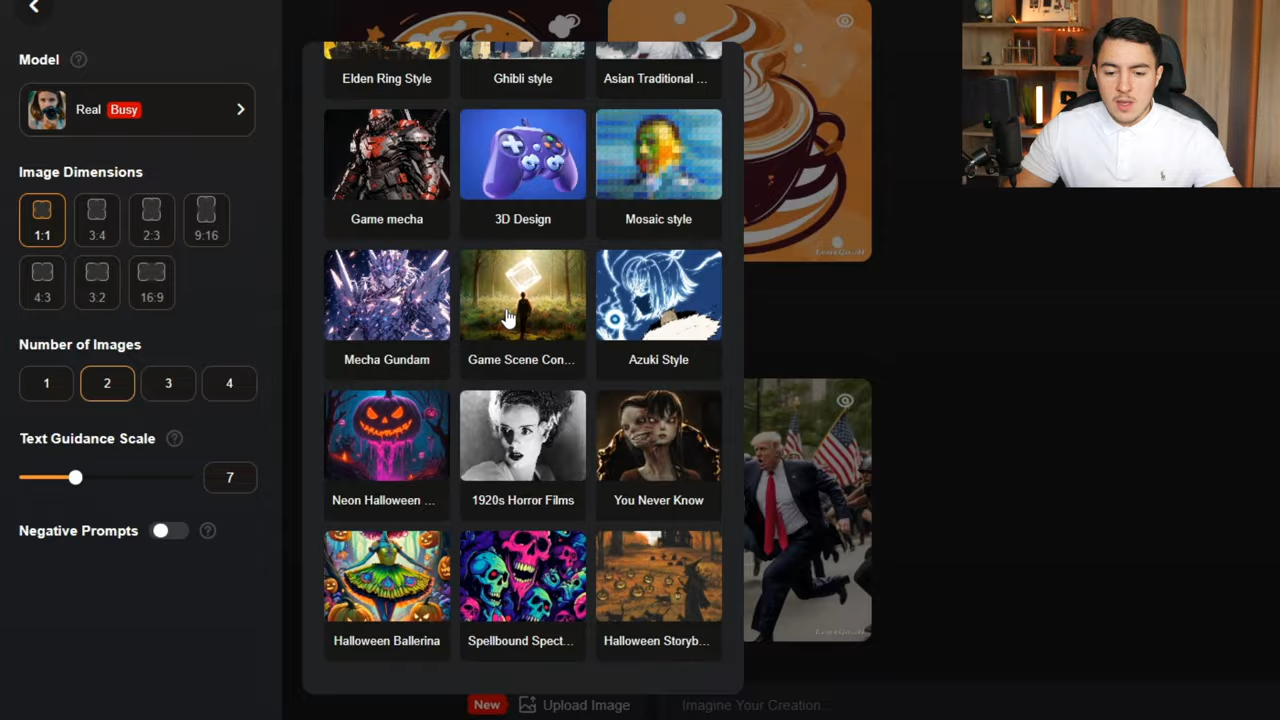 Model
Real Busy
Image Dimensions
1:1
3:4
2:3
9:16
4:3
3:2
16:9
Number of Images
1
2
3
4
Text Guidance Scale
7
Negative Prompts
Elden Ring Style
Ghibli style
Asian Traditional ...
Game mecha
3D Design
Mosaic style
Mecha Gundam
Game Scene Con...
Azuki Style
Neon Halloween ...
1920s Horror Films
You Never Know
Halloween Ballerina
Spellbound Spect...
Halloween Storyb...
New
Upload Image
Imagine Your Creation...